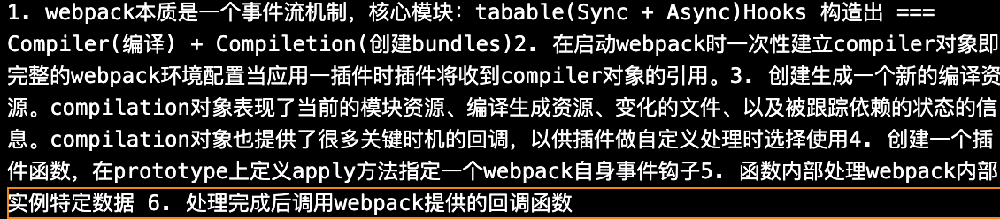 1. webpack本质是一个事件流机制，核心模块：tabable(Sync + Async)Hooks 构造出 ===
Compiler(编译) + Compiletion(创建bundles)2. 在启动webpack时一次性建立compiler对象即
完整的webpack环境配置当应用一插件时插件将收到compiler对象的引用。3. 创建生成一个新的编译资
源。compilation对象表现了当前的模块资源、编译生成资源、变化的文件、以及被跟踪依赖的状态的信
息。compilation对象也提供了很多关键时机的回调，以供插件做自定义处理时选择使用4. 创建一个插
件函数，在prototype上定义apply方法指定一个webpack自身事件钩子5. 函数内部处理webpack内部
实例特定数据 6. 处理完成后调用webpack提供的回调函数